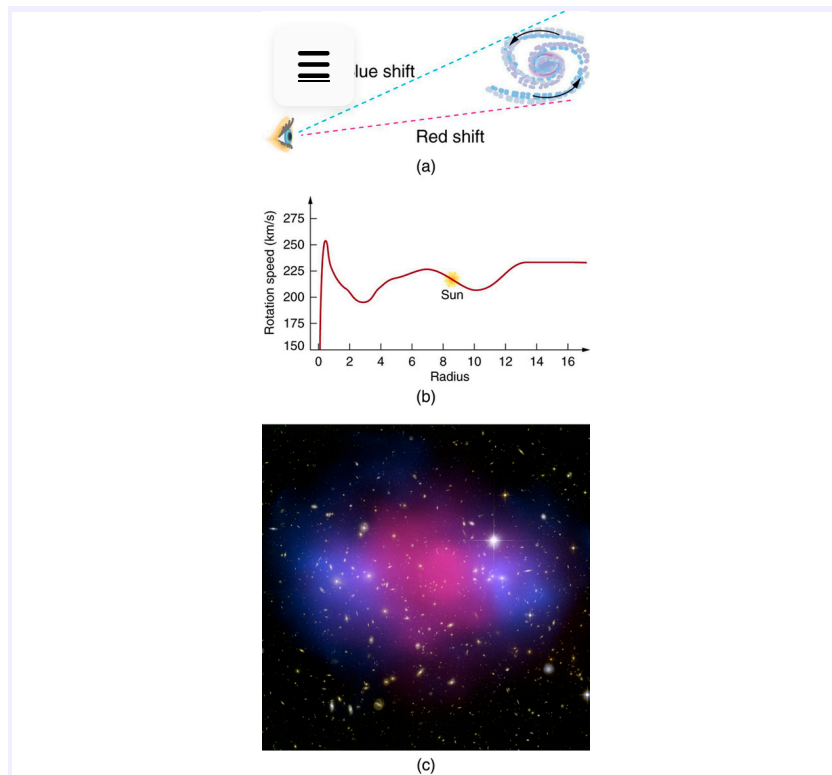 lue shift
Red shift
(a)
Rotation speed (km/s)
275
250
225
200
175
150
Sun
0 2 4 6 8 10 12 14 16
Radius
(b)
(c)